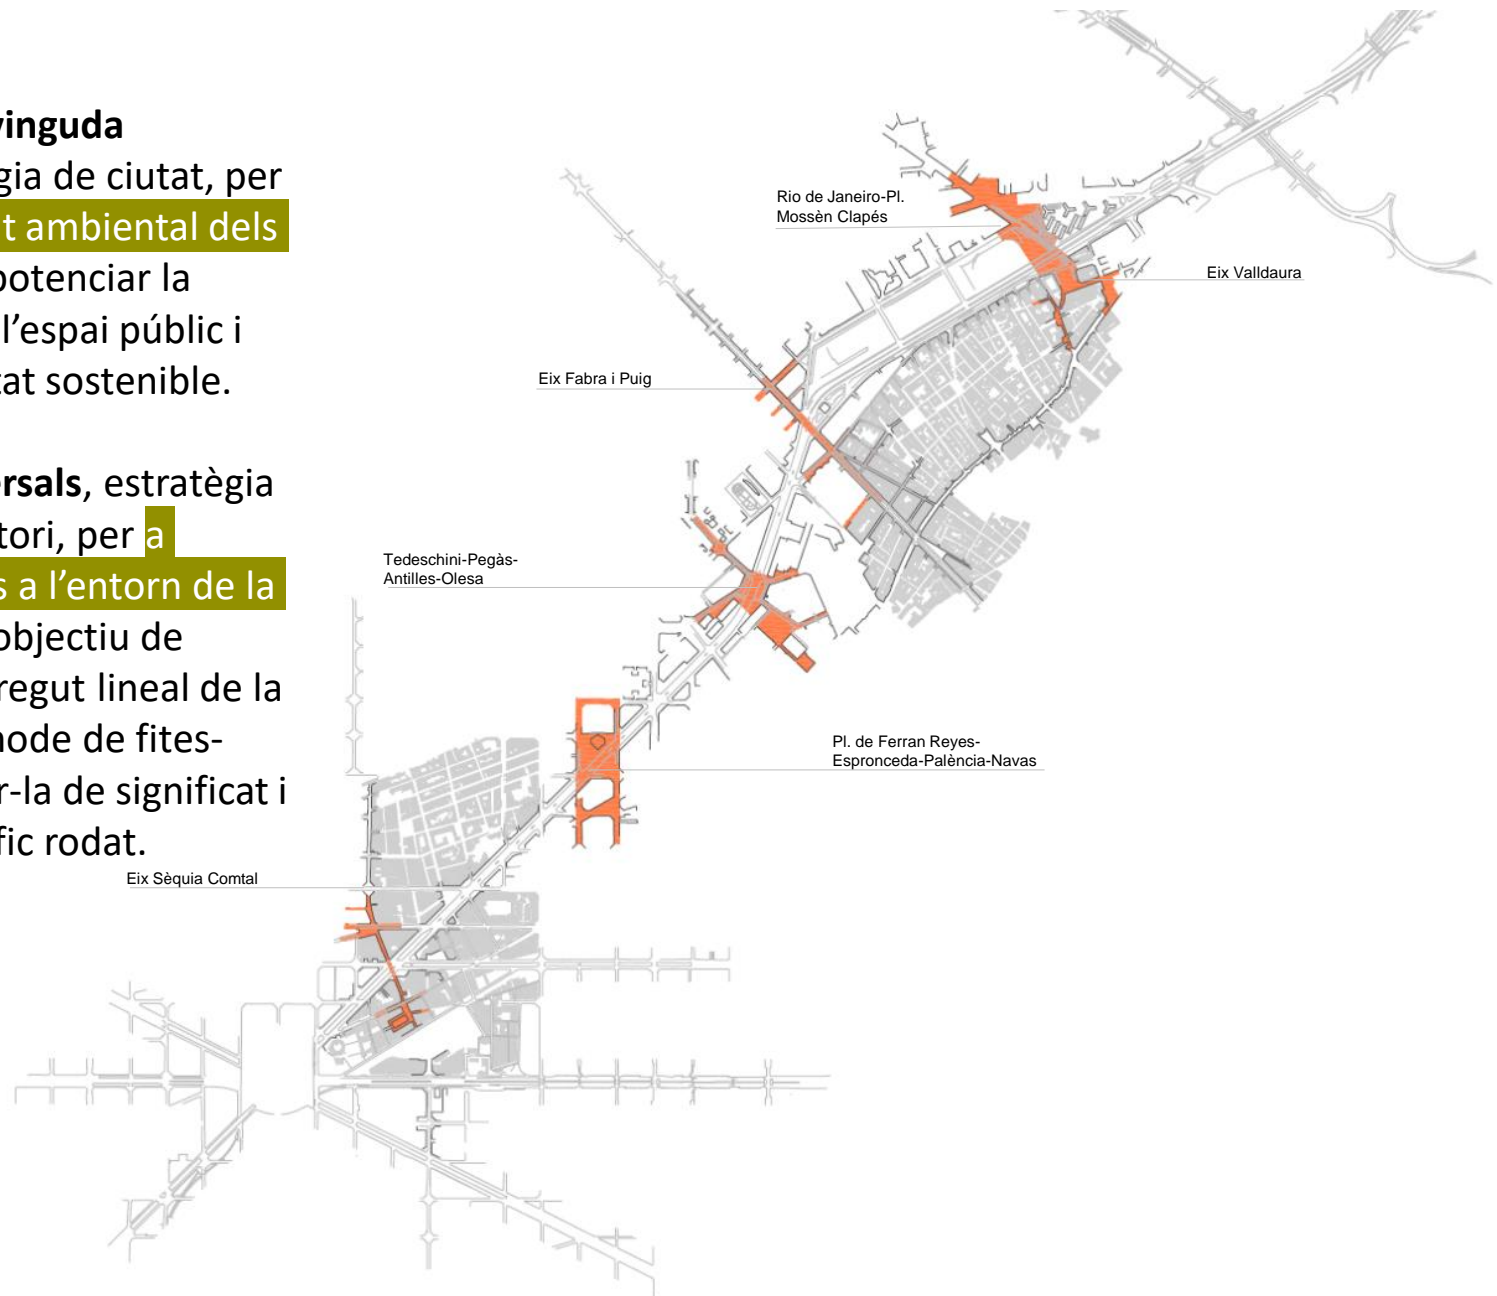 vinguda
gia de ciutat, per
t ambiental dels
potenciar la
l’espai públic i
tat sostenible.
ersals, estratègia
tori, per a
s a l’entorn de la
objectiu de
regut lineal de la
node de fites-
r-la de significat i
fic rodat.
Rio de Janeiro-Pl.
Mossèn Clapés
Eix Valldaura
Eix Fabra i Puig
Tedeschini-Pegàs-
Antilles-Olesa
Pl. de Ferran Reyes-
Espronceda-Palència-Navas
Eix Sèquia Comtal